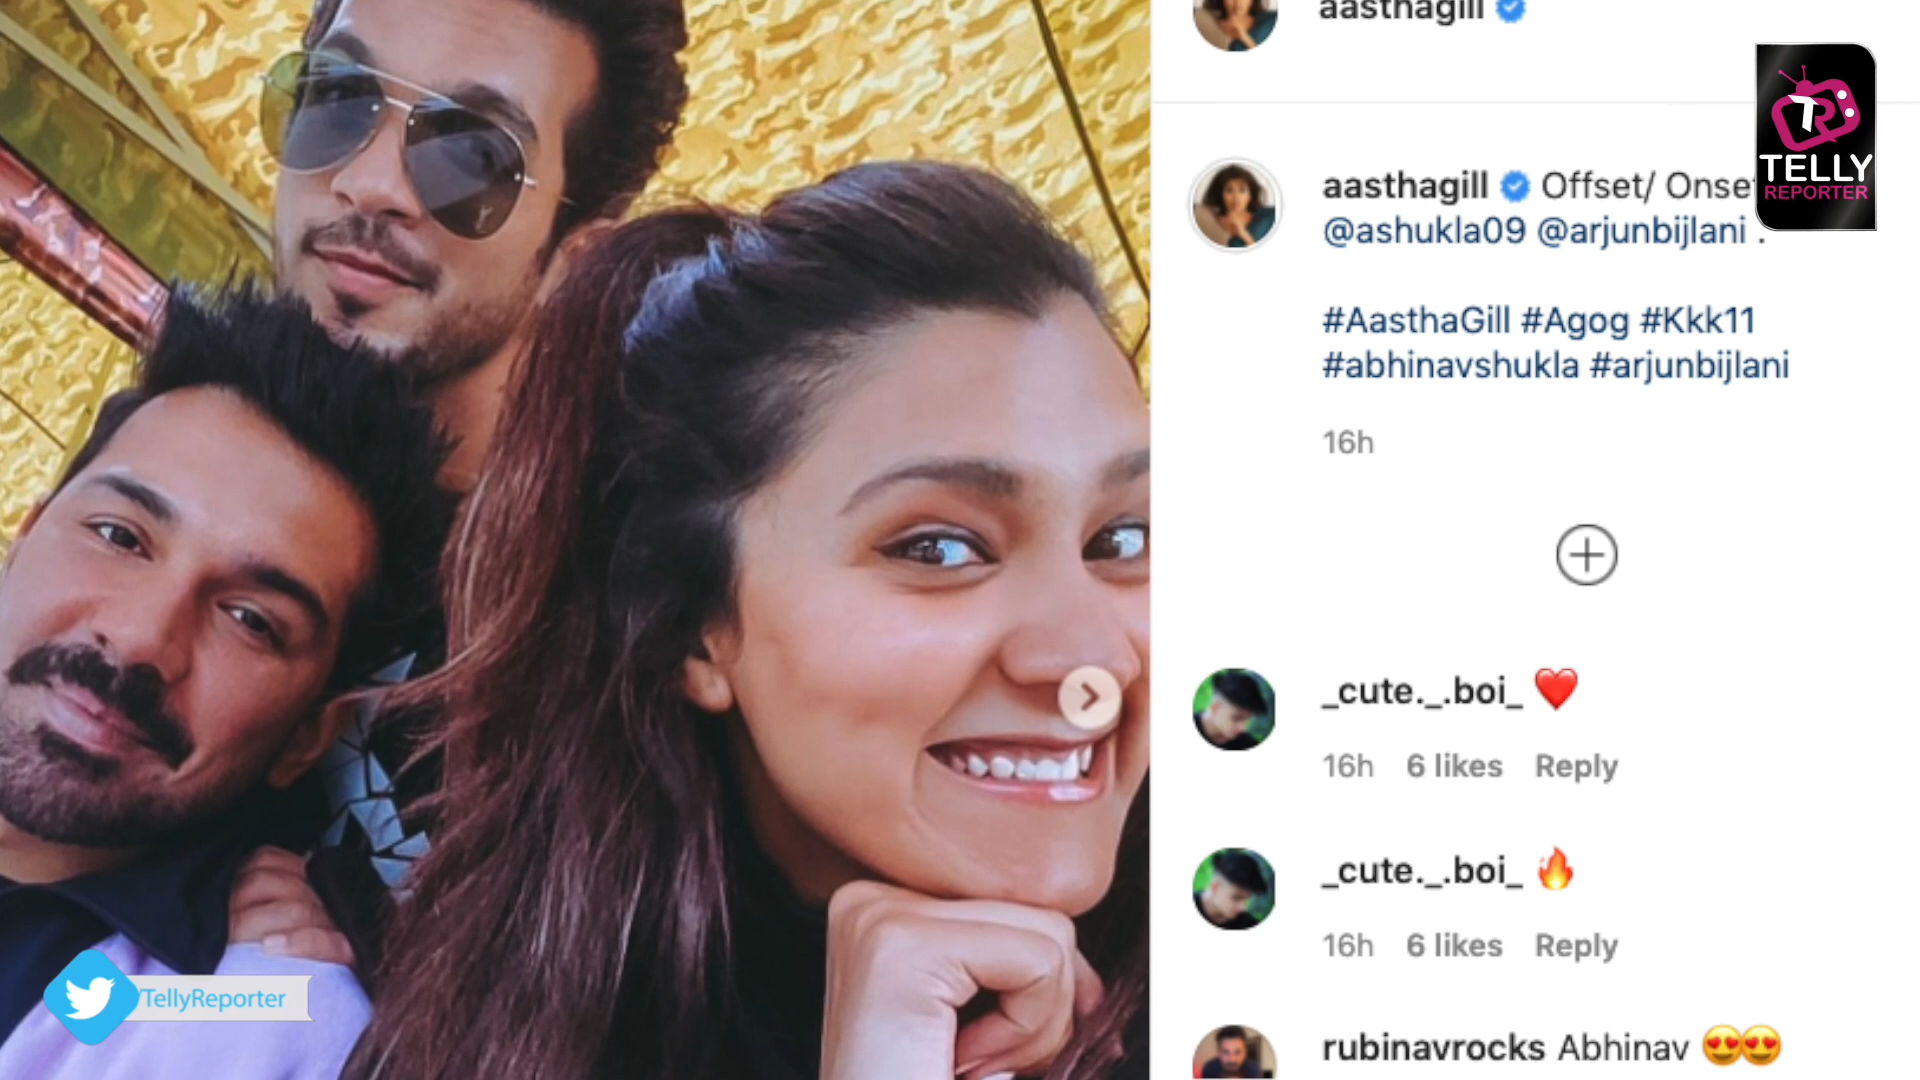 aasthagill
TELLY
REPORTER
aasthagill Offset/
@ashukla09 @arjunbijlani .
#AasthaGill #Agog #Kkk11
#abhinavshukla #arjunbijlani
16h
_cute._.boi_ ❤️
16h 6 likes Reply
_cute._.boi_ 🔥
16h 6 likes Reply
rubinavrocks Abhinav 😍😍
TellyReporter